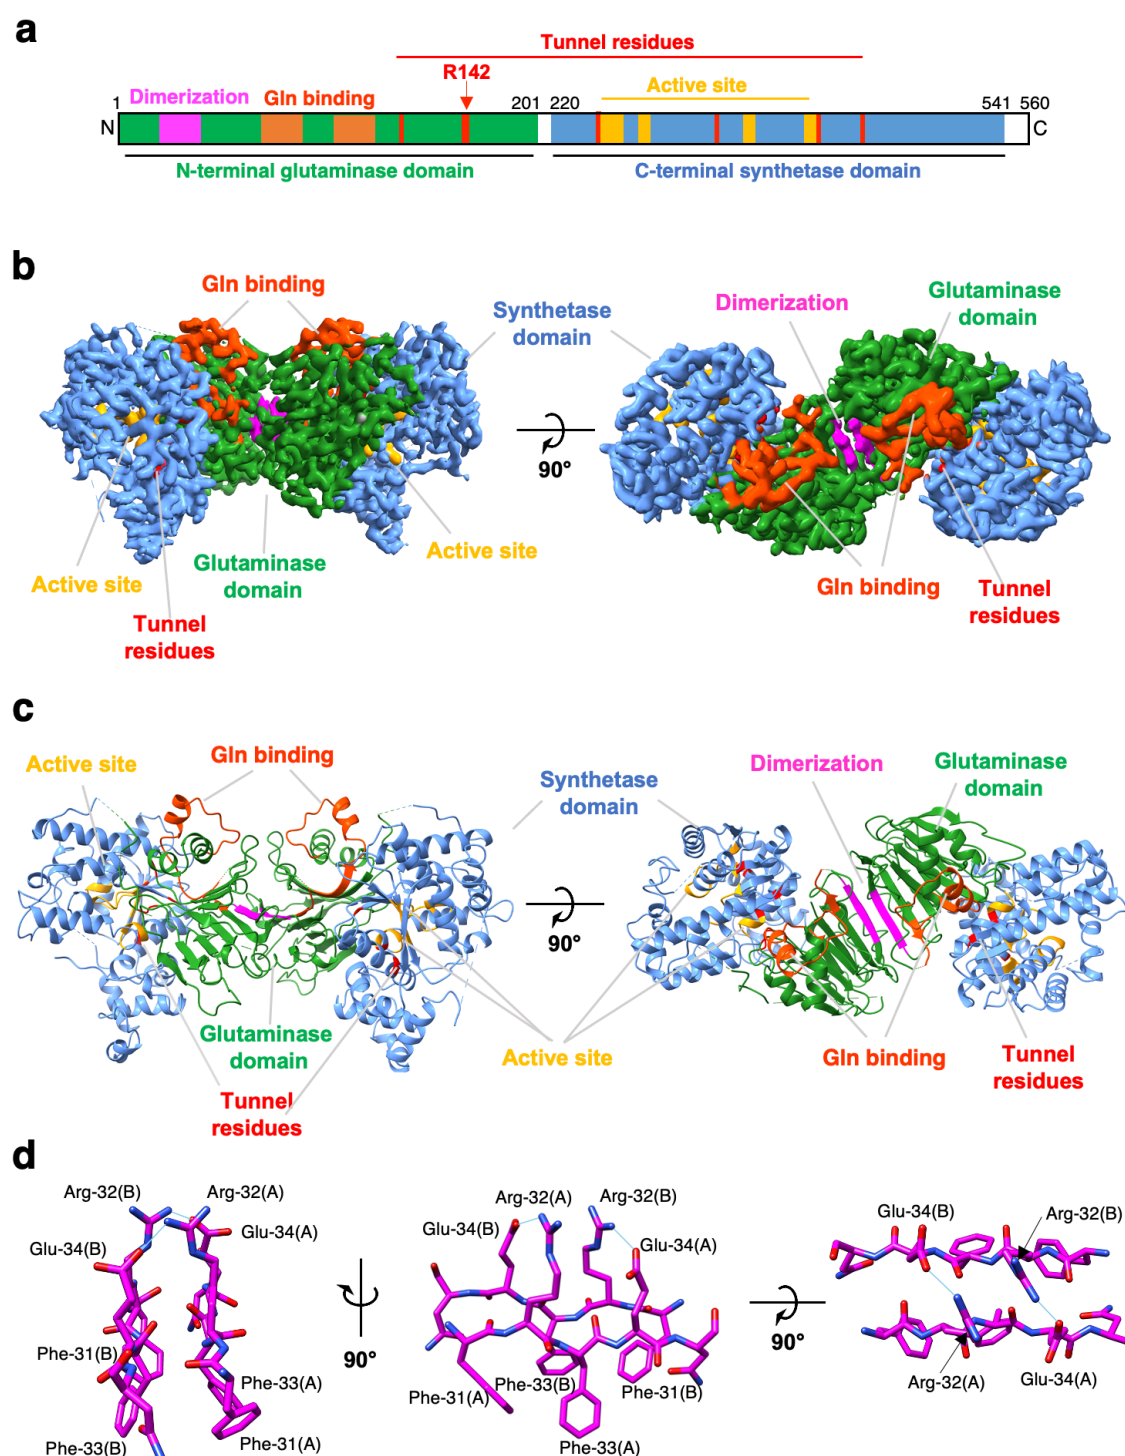 a
Tunnel residues
R142
Active site
1
Dimerization
Gln binding
201
220
541
560
N
C
N-terminal glutaminase domain
C-terminal synthetase domain
b
Gln binding
Synthetase
domain
Dimerization
Glutaminase
domain
90°
Active site
Glutaminase
domain
Active site
Tunnel
residues
Gln binding
Tunnel
residues
c
Active site
Gln binding
Synthetase
domain
Dimerization
Glutaminase
domain
90°
Glutaminase
domain
Active site
Gln binding
Tunnel
residues
Tunnel
residues
d
Arg-32(B)
Arg-32(A)
Glu-34(A)
Glu-34(B)
Phe-31(B)
Phe-33(A)
Phe-31(A)
Phe-33(B)
90°
Arg-32(A)
Arg-32(B)
Glu-34(B)
Glu-34(A)
Phe-31(A)
Phe-33(B)
Phe-31(B)
Phe-33(A)
90°
Glu-34(B)
Arg-32(B)
Arg-32(A)
Glu-34(A)